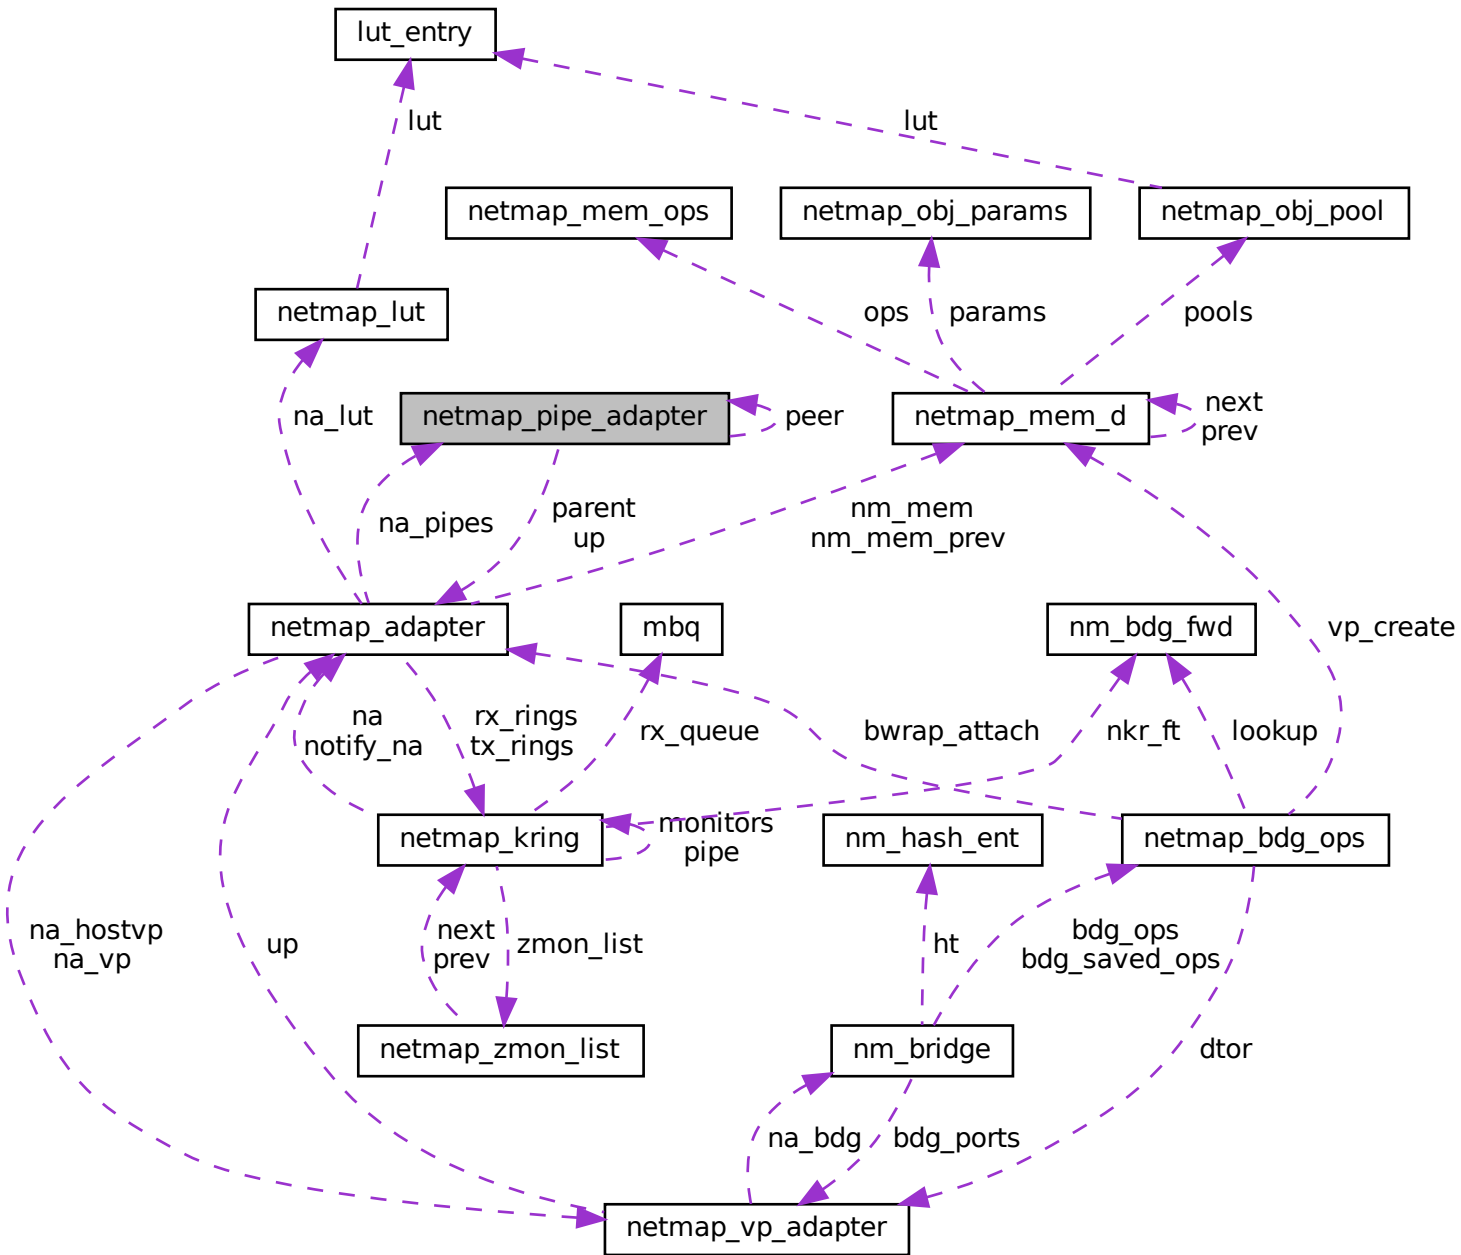 lut_entry
lut
lut
netmap_mem_ops
netmap_obj_params
netmap_obj_pool
netmap_lut
ops
params
pools
na_lut
netmap_pipe_adapter
peer
netmap_mem_d
next
prev
na_pipes
parent
up
nm_mem
nm_mem_prev
netmap_adapter
mbq
nm_bdg_fwd
vp_create
na
notify_na
rx_rings
tx_rings
rx_queue
bwrap_attach
nkr_ft
lookup
netmap_kring
monitors
pipe
nm_hash_ent
netmap_bdg_ops
na_hostvp
na_vp
up
next
prev
zmon_list
ht
bdg_ops
bdg_saved_ops
netmap_zmon_list
nm_bridge
dtor
na_bdg
bdg_ports
netmap_vp_adapter